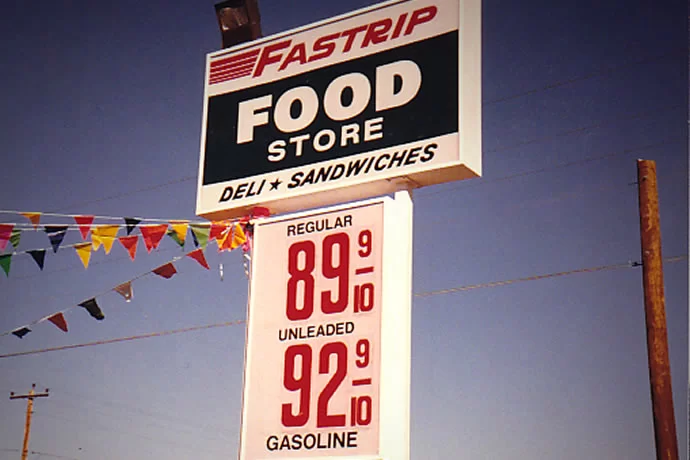 FASTRIP
FOOD
STORE
DELI ★ SANDWICHES
REGULAR
89 9/10
UNLEADED
92 9/10
GASOLINE